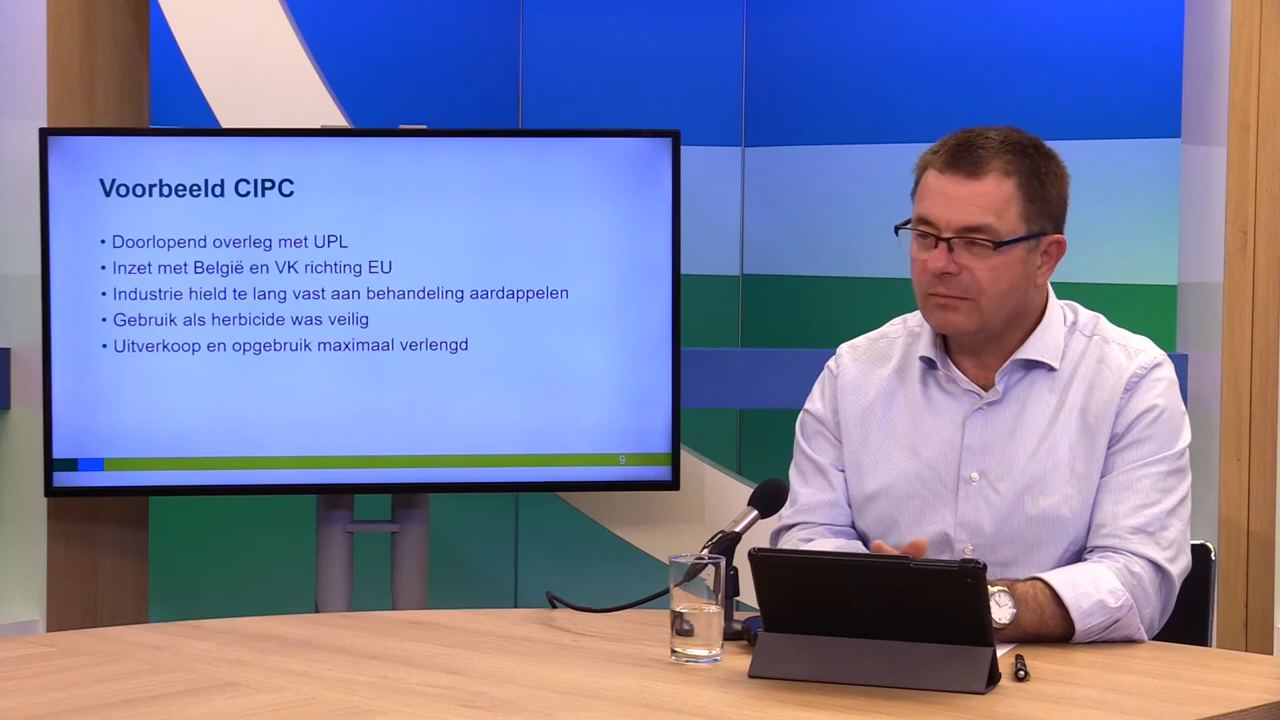 Voorbeeld CIPC
• Doorlopend overleg met UPL
• Inzet met België en VK richting EU
• Industrie hield te lang vast aan behandeling aardappelen
• Gebruik als herbicide was veilig
• Uitverkoop en opgebruik maximaal verlengd
9